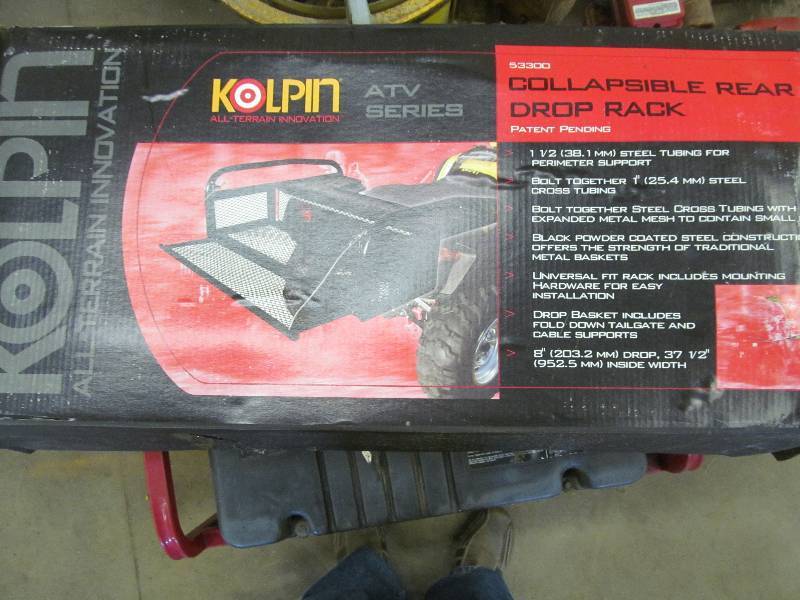 KOLPIN
ALL-TERRAIN INNOVATION
KOLPIN
ALL-TERRAIN INNOVATION
ATV
SERIES
53300
COLLAPSIBLE REAR
DROP RACK
PATENT PENDING
> 1 1/2 (38.1 MM) STEEL TUBING FOR
PERIMETER SUPPORT
> BOLT TOGETHER 1" (25.4 MM) STEEL
CROSS TUBING
> BOLT TOGETHER STEEL CROSS TUBING WITH
EXPANDED METAL MESH TO CONTAIN SMALL
> BLACK POWDER COATED STEEL CONSTRUCTI
OFFERS THE STRENGTH OF TRADITIONAL
METAL BASKETS
> UNIVERSAL FIT RACK INCLUDES MOUNTING
HARDWARE FOR EASY
INSTALLATION
> DROP BASKET INCLUDES
FOLD DOWN TAILGATE AND
CABLE SUPPORTS
> 8" (203.2 MM) DROP, 37 1/2"
(952.5 MM) INSIDE WIDTH